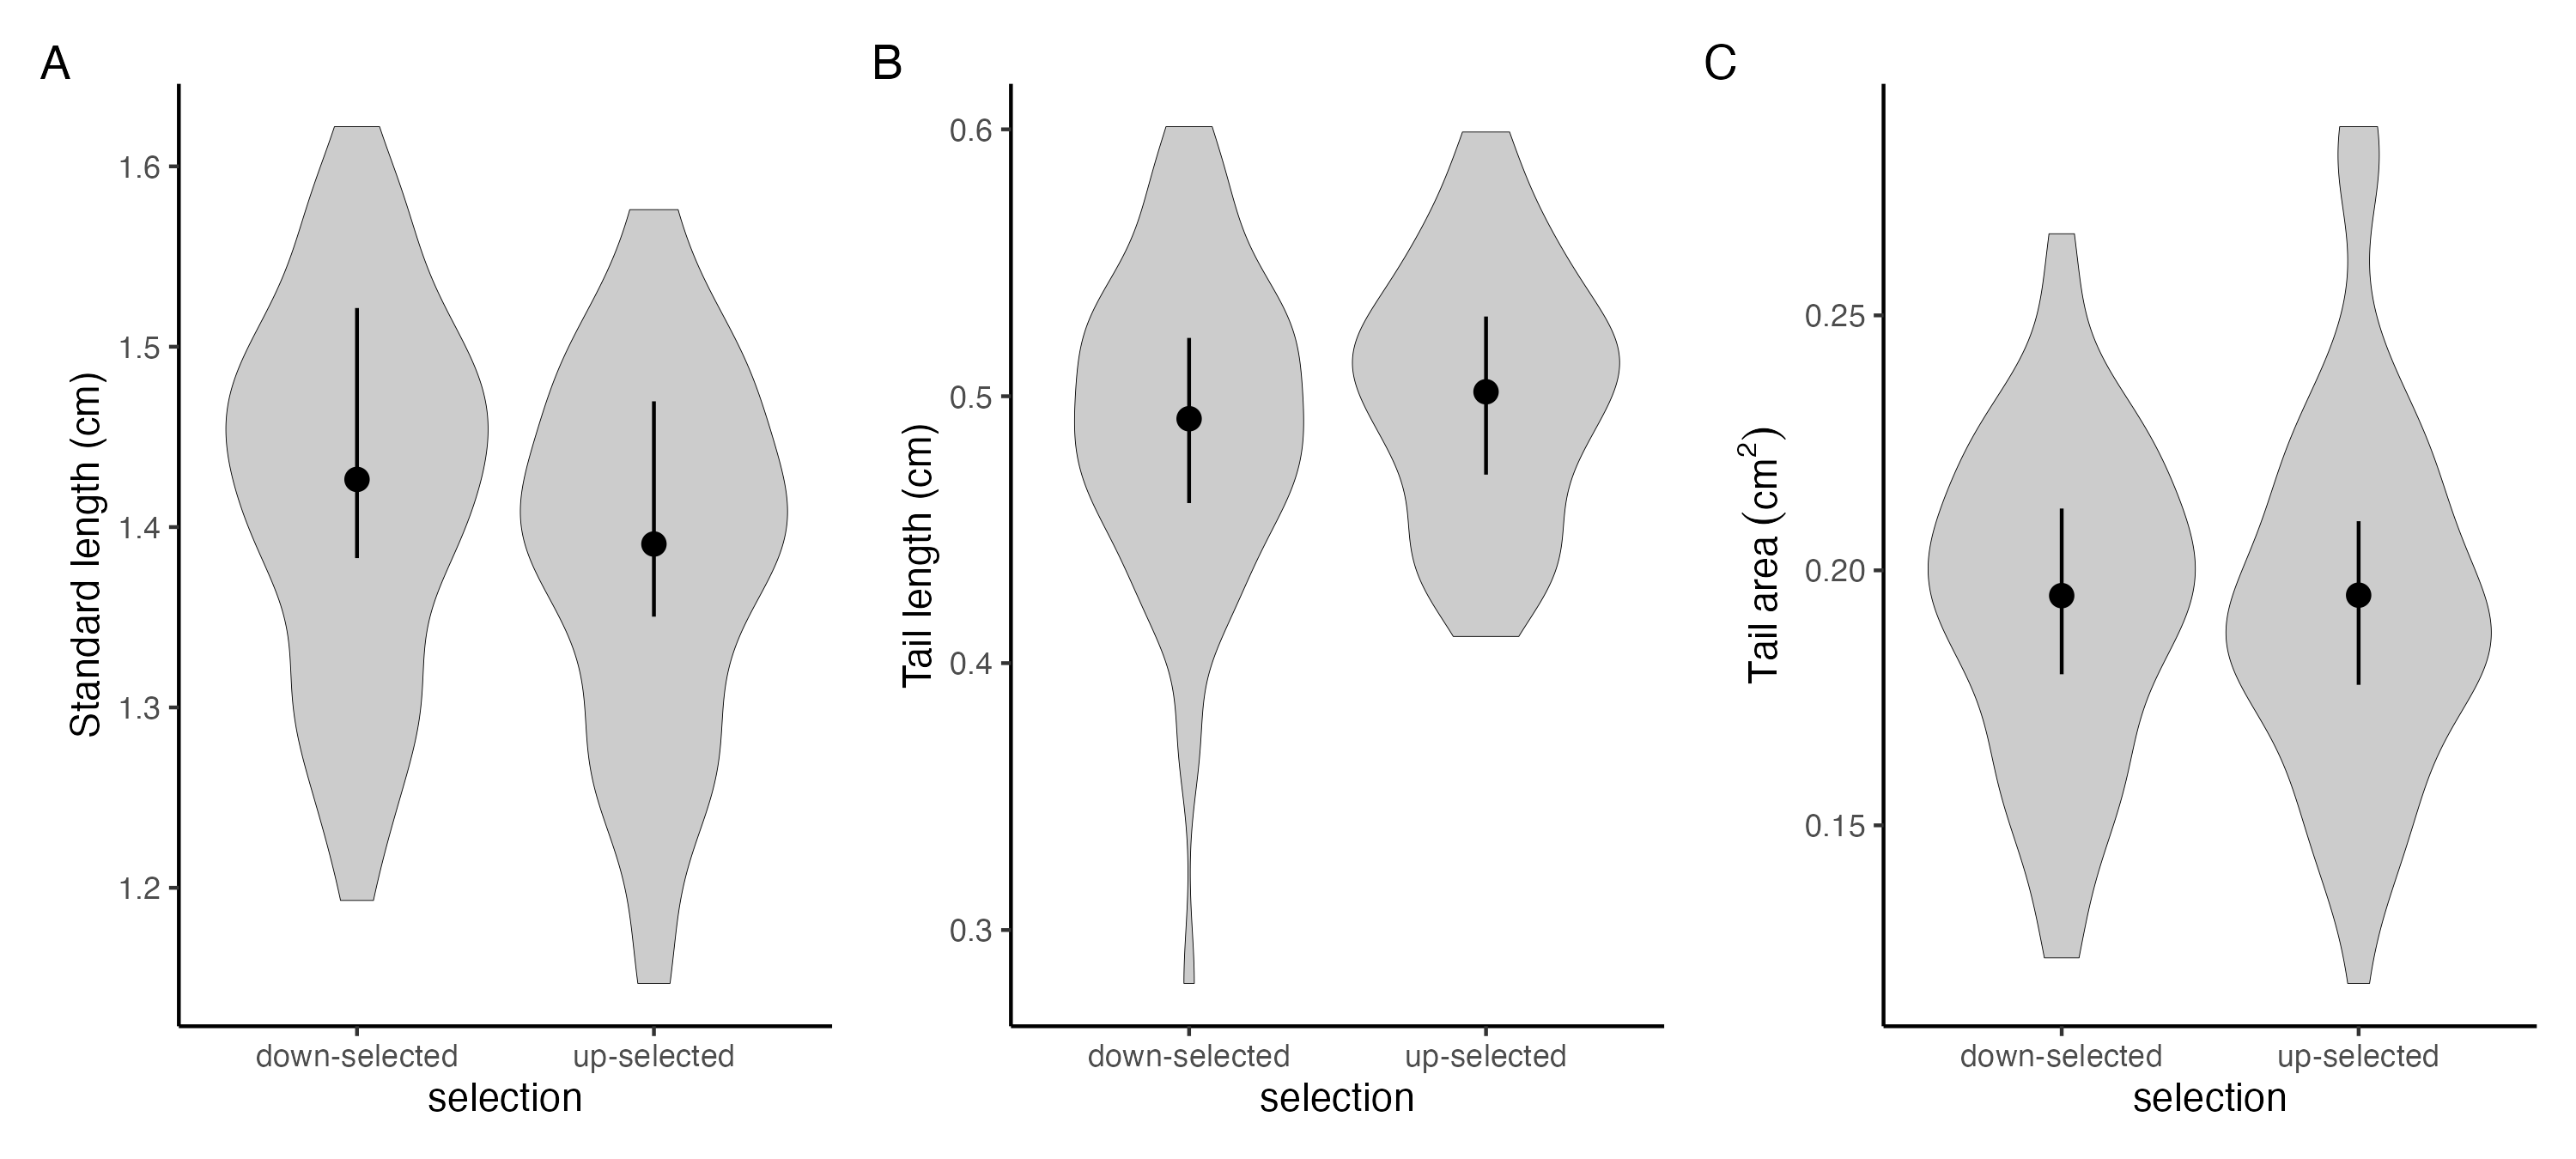 A
Standard length (cm)
1.6
1.5
1.4
1.3
1.2
down-selected
up-selected
selection
B
Tail length (cm)
0.6
0.5
0.4
0.3
down-selected
up-selected
selection
C
Tail area (cm²)
0.25
0.20
0.15
down-selected
up-selected
selection